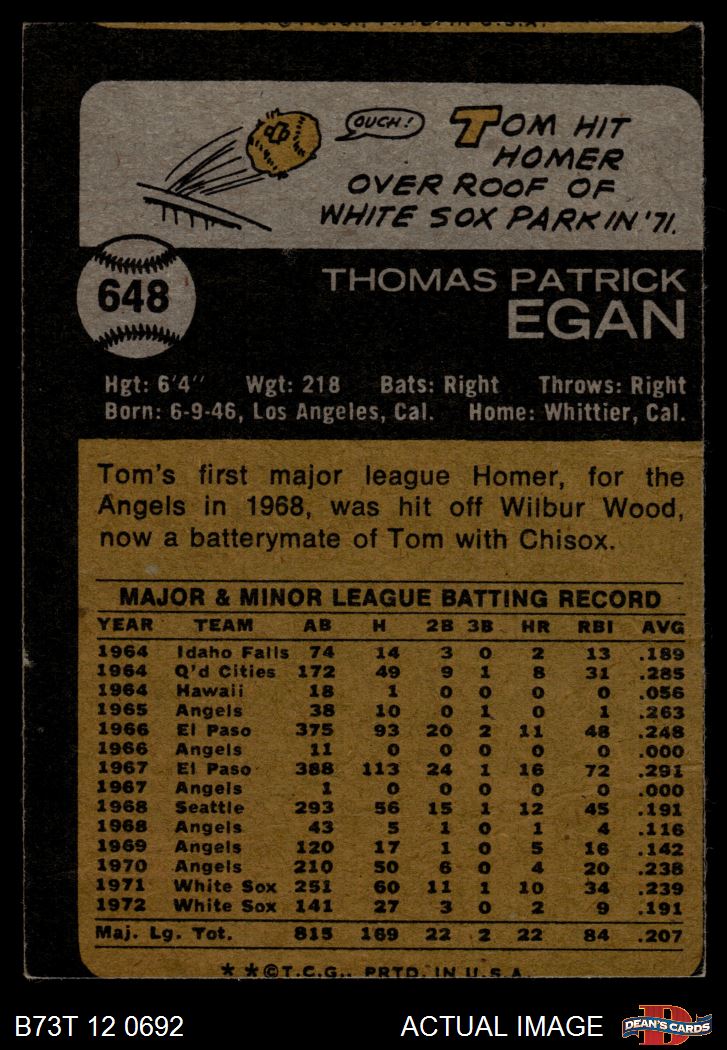 ★©T.C.G. PRTD. IN U.S.A.
OUCH!
TOM HIT
HOMER
OVER ROOF OF
WHITE SOX PARK IN '71.
648
THOMAS PATRICK
EGAN
Hgt: 6'4" Wgt: 218 Bats: Right Throws: Right
Born: 6-9-46, Los Angeles, Cal. Home: Whittier, Cal.
Tom's first major league Homer, for the
Angels in 1968, was hit off Wilbur Wood,
now a batterymate of Tom with Chisox.
MAJOR & MINOR LEAGUE BATTING RECORD
YEAR TEAM AB H 2B 3B HR RBI AVG
1964 Idaho Falls 74 14 3 0 2 13 .189
1964 Q'd Cities 172 49 9 1 8 31 .285
1964 Hawaii 18 1 0 0 0 0 .056
1965 Angels 38 10 0 1 0 1 .263
1966 El Paso 375 93 20 2 11 48 .248
1966 Angels 11 0 0 0 0 0 .000
1967 El Paso 388 113 24 1 16 72 .291
1967 Angels 1 0 0 0 0 0 .000
1968 Seattle 293 56 15 1 12 45 .191
1968 Angels 43 5 1 0 1 4 .116
1969 Angels 120 17 1 0 5 16 .142
1970 Angels 210 50 6 0 4 20 .238
1971 White Sox 251 60 11 1 10 34 .239
1972 White Sox 141 27 3 0 2 9 .191
Maj. Lg. Tot. 815 169 22 2 22 84 .207
★ ★©T.C.G. PRTD. IN U.S.A.
B73T 12 0692 ACTUAL IMAGE
D
DEAN'S CARDS